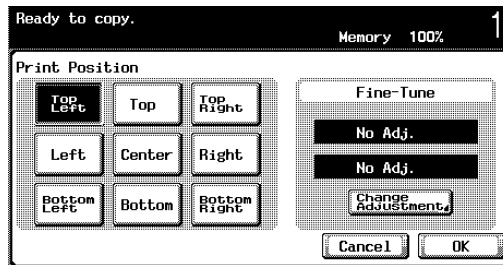 Ready to copy.
Memory 100% 1
Print Position
Top Left
Top
Top Right
Left
Center
Right
Bottom Left
Bottom
Bottom Right
Fine-Tune
No Adj.
No Adj.
Change Adjustment
Cancel
OK